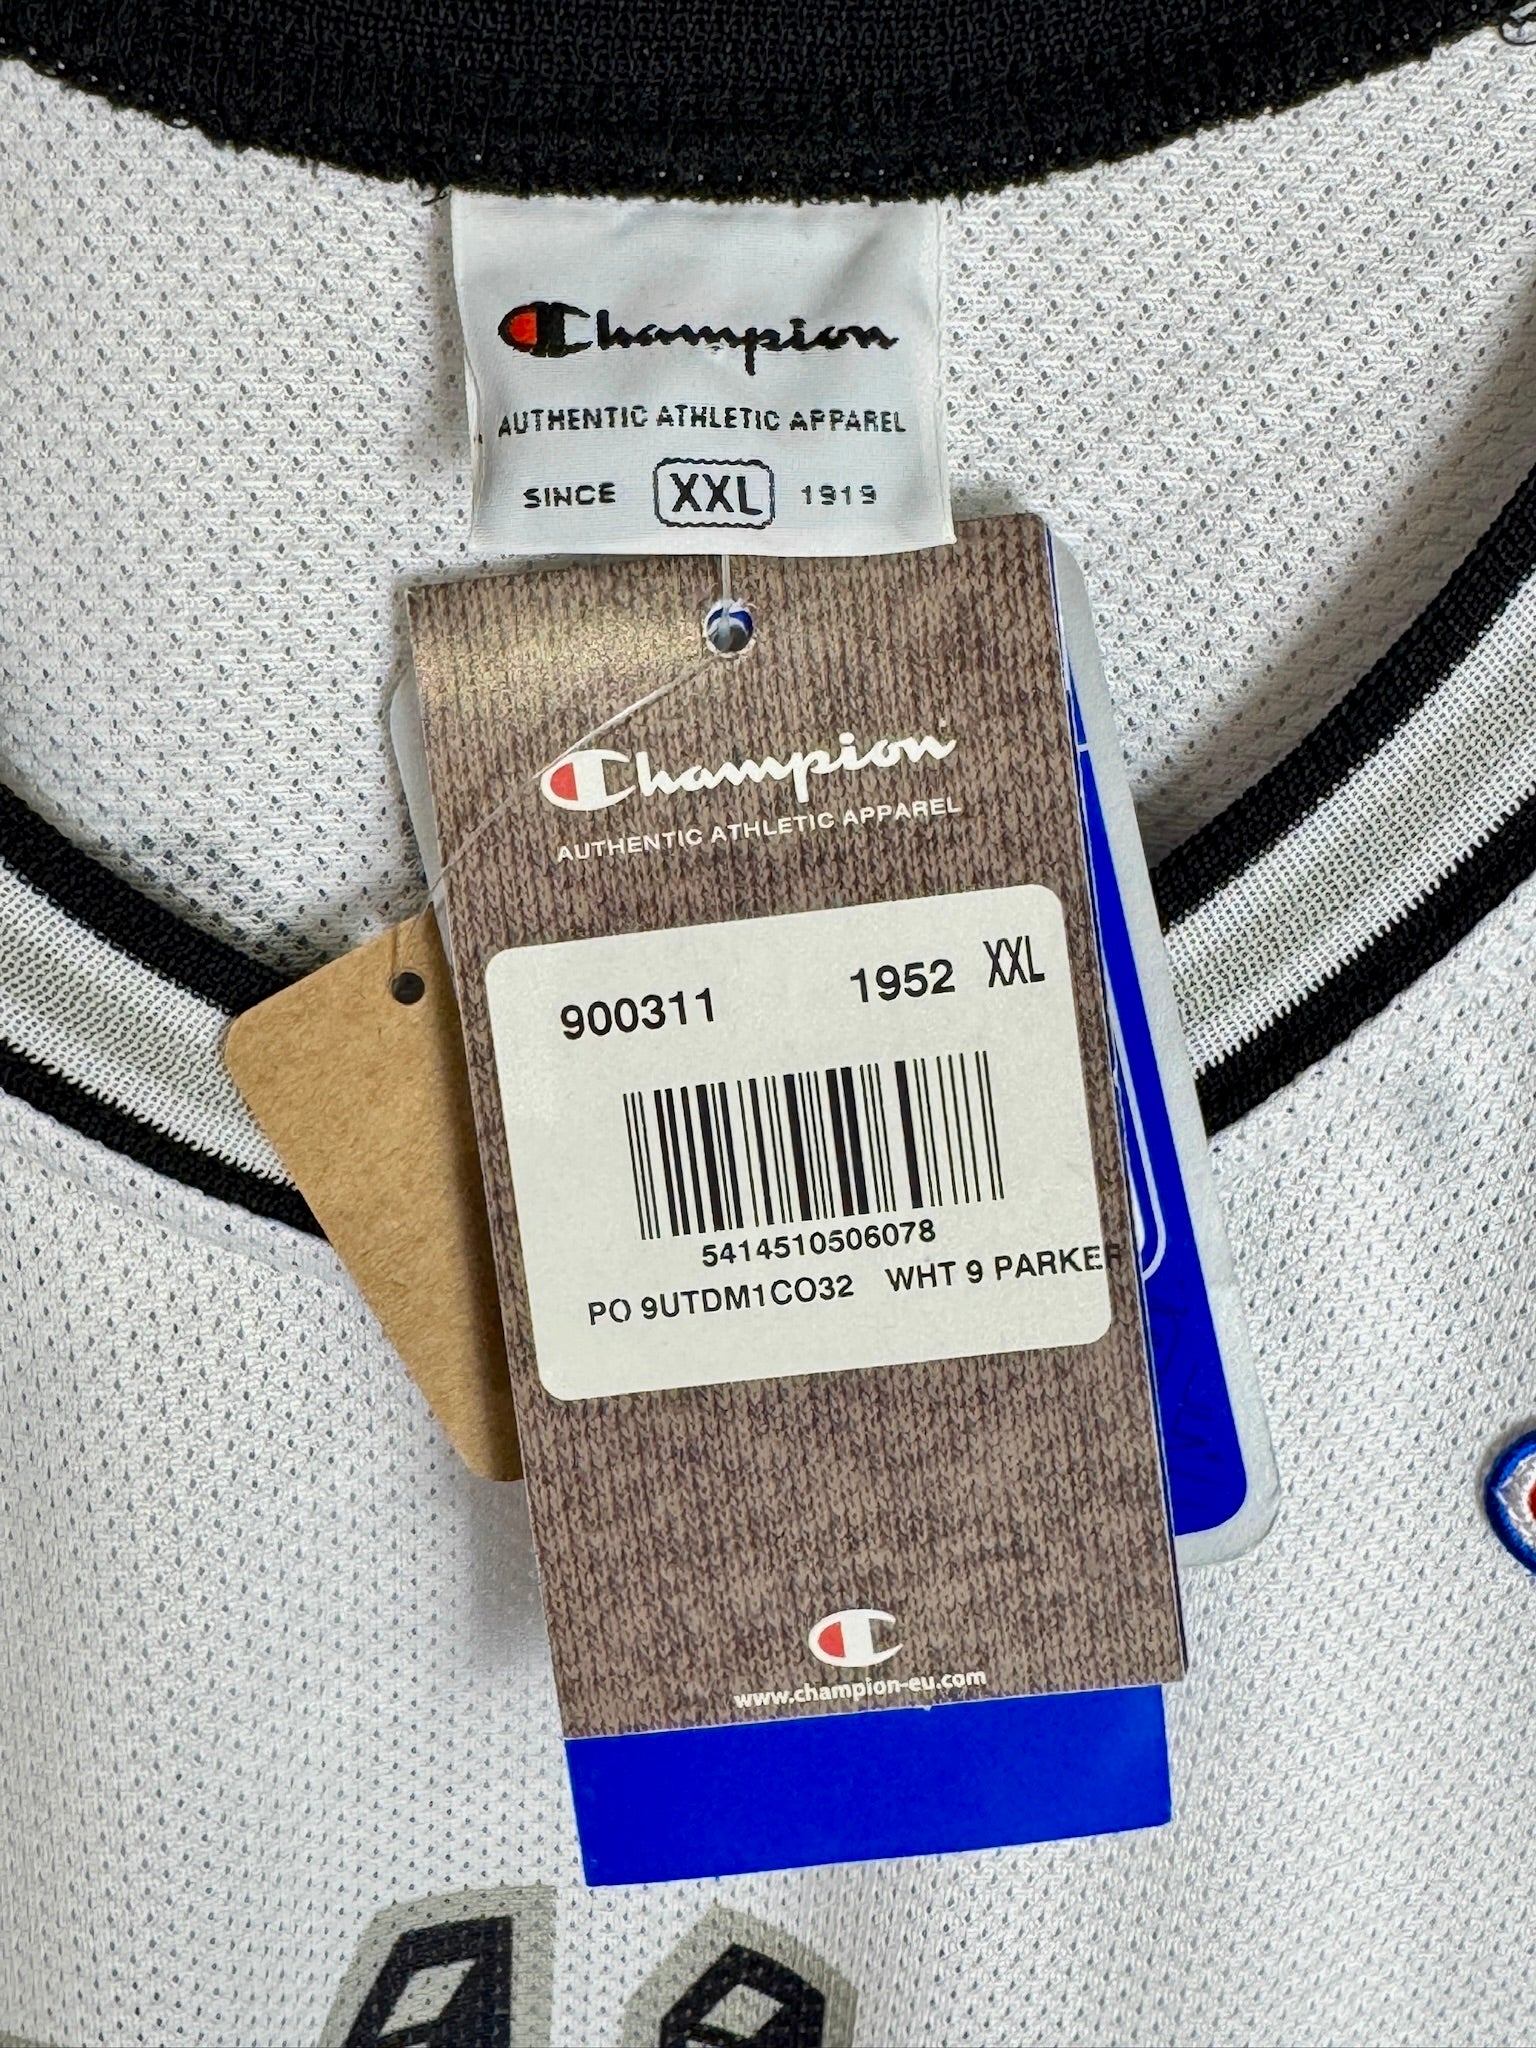 Champion
AUTHENTIC ATHLETIC APPAREL
SINCE XXL 1919
Champion
AUTHENTIC ATHLETIC APPAREL
900311 1952 XXL
5414510506078
PO 9UTDM1CO32 WHT 9 PARKER
www.champion-eu.com